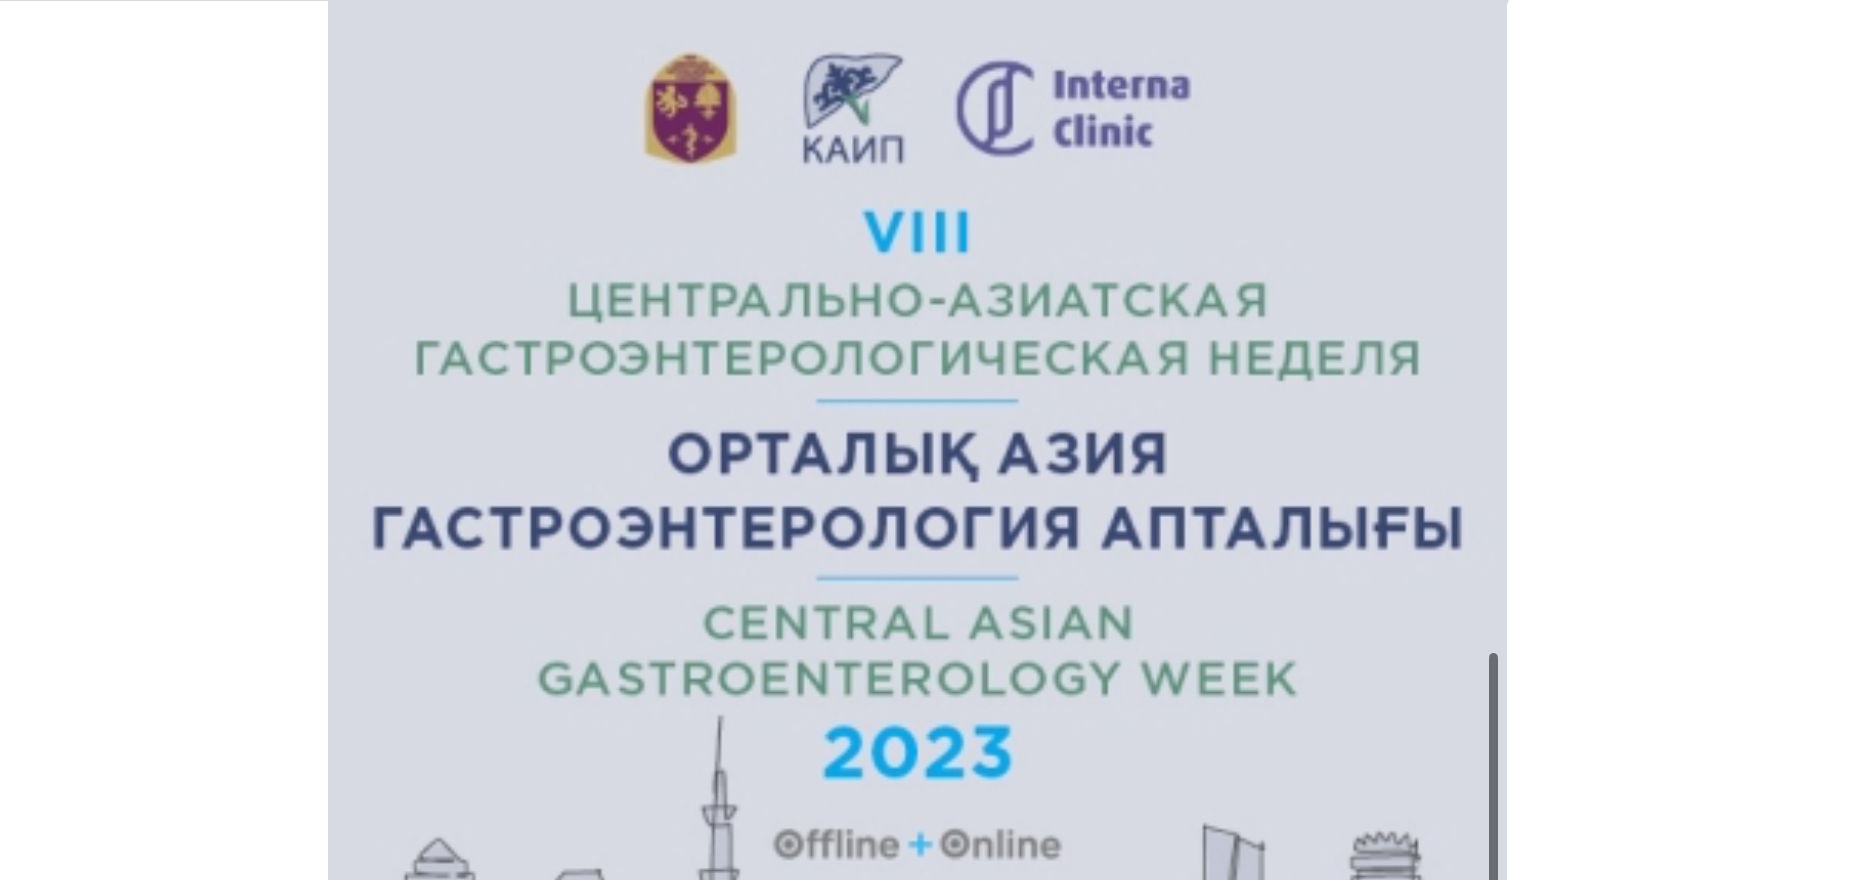 КАИП
Interna
Clinic
VIII
ЦЕНТРАЛЬНО-АЗИАТСКАЯ
ГАСТРОЭНТЕРОЛОГИЧЕСКАЯ НЕДЕЛЯ
ОРТАЛЫҚ АЗИЯ
ГАСТРОЭНТЕРОЛОГИЯ АПТАЛЫҒЫ
CENTRAL ASIAN
GASTROENTEROLOGY WEEK
2023
Offline + Online